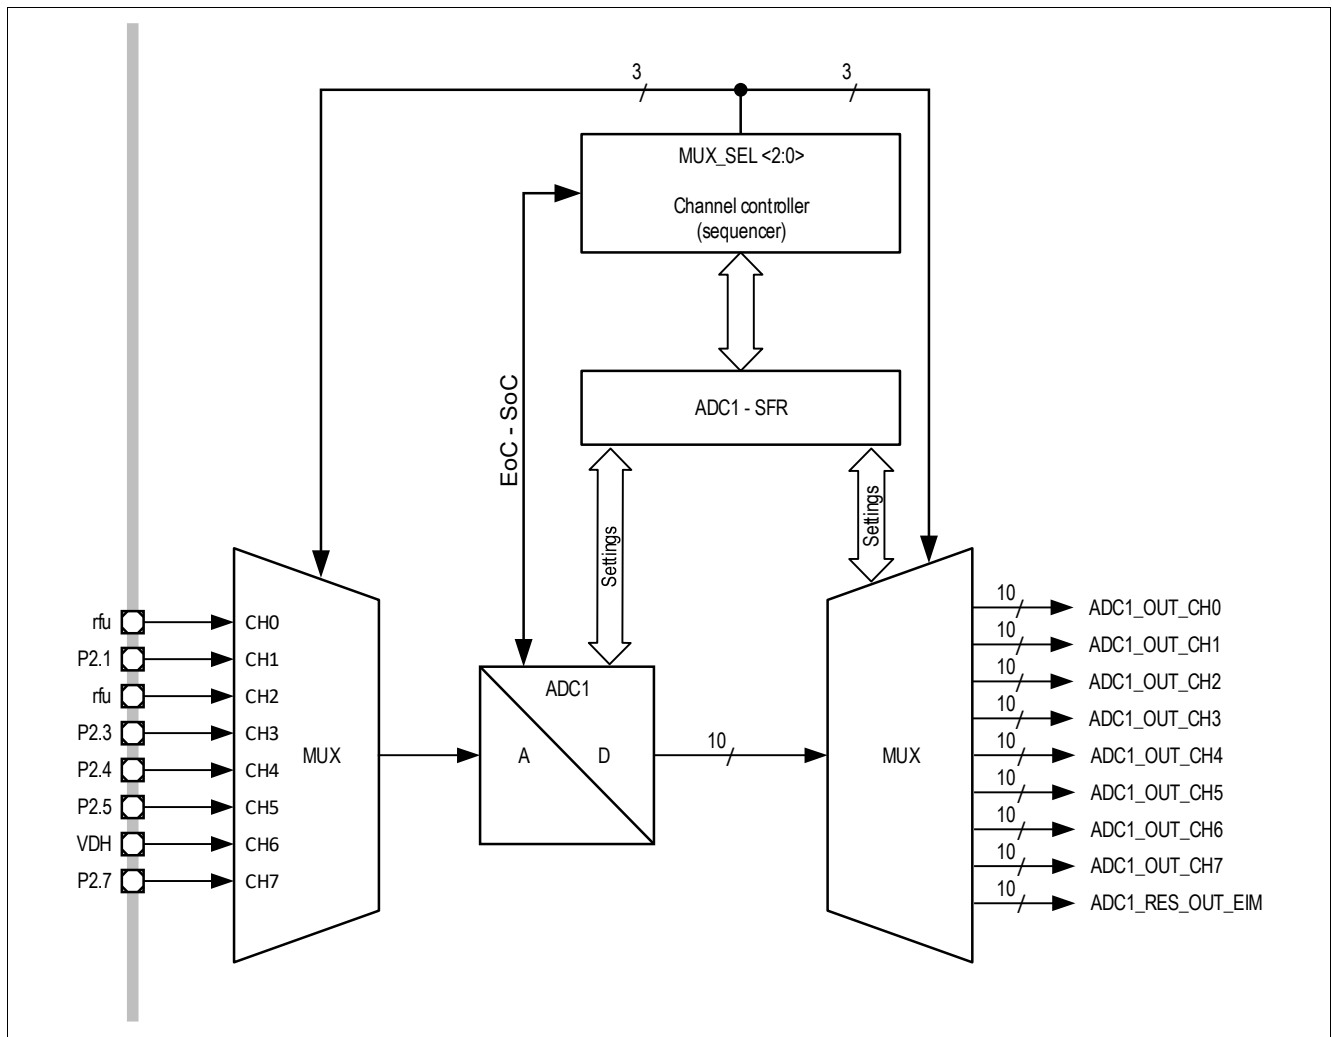 3
3
MUX_SEL <2:0>
Channel controller
(sequencer)
EoC - SoC
ADC1 - SFR
Settings
Settings
rfu
P2.1
rfu
P2.3
P2.4
P2.5
VDH
P2.7
CH0
CH1
CH2
CH3
CH4
CH5
CH6
CH7
MUX
ADC1
A
D
10
MUX
10 ADC1_OUT_CH0
10 ADC1_OUT_CH1
10 ADC1_OUT_CH2
10 ADC1_OUT_CH3
10 ADC1_OUT_CH4
10 ADC1_OUT_CH5
10 ADC1_OUT_CH6
10 ADC1_OUT_CH7
10 ADC1_RES_OUT_EIM